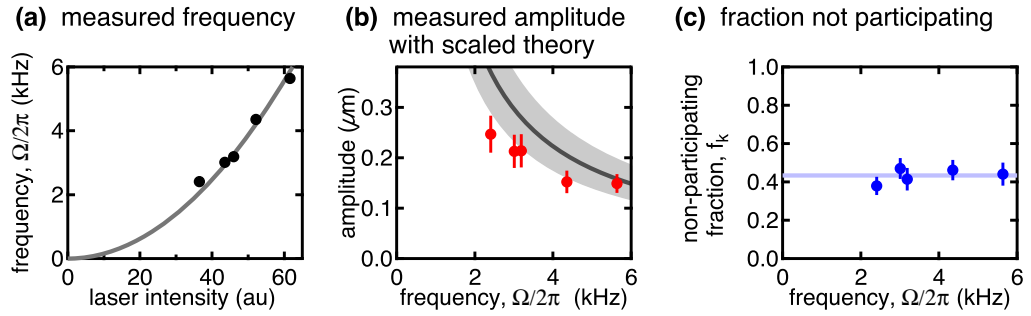 (a) measured frequency
frequency, Ω/2π (kHz)
6
4
2
0
0 20 40 60
laser intensity (au)
(b) measured amplitude
with scaled theory
amplitude (μm)
0.3
0.2
0.1
0.0
2 4 6
frequency, Ω/2π (kHz)
(c) fraction not participating
non-participating
fraction, fk
1.0
0.8
0.6
0.4
0.2
0.0
0 2 4 6
frequency, Ω/2π (kHz)